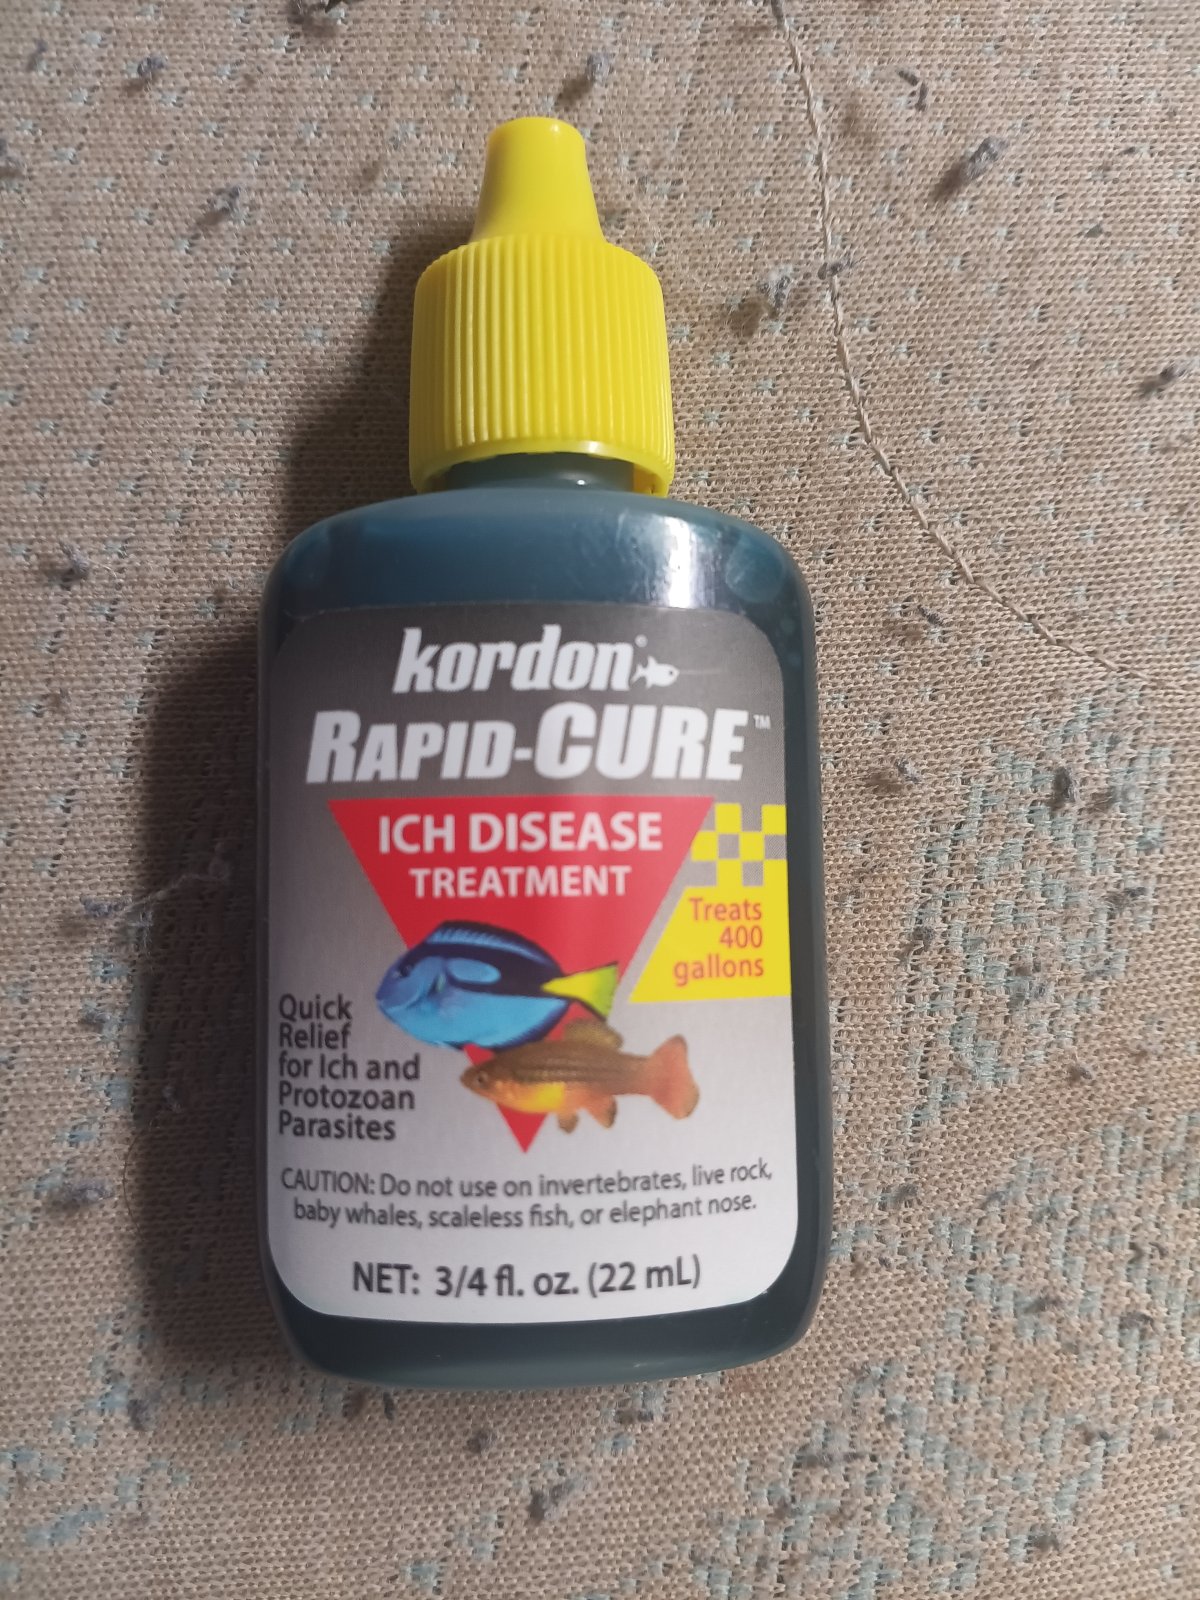 kordon®
RAPID-CURE™
ICH DISEASE
TREATMENT
Treats
400
gallons
Quick
Relief
for Ich and
Protozoan
Parasites
CAUTION: Do not use on invertebrates, live rock,
baby whales, scaleless fish, or elephant nose.
NET: 3/4 fl. oz. (22 mL)